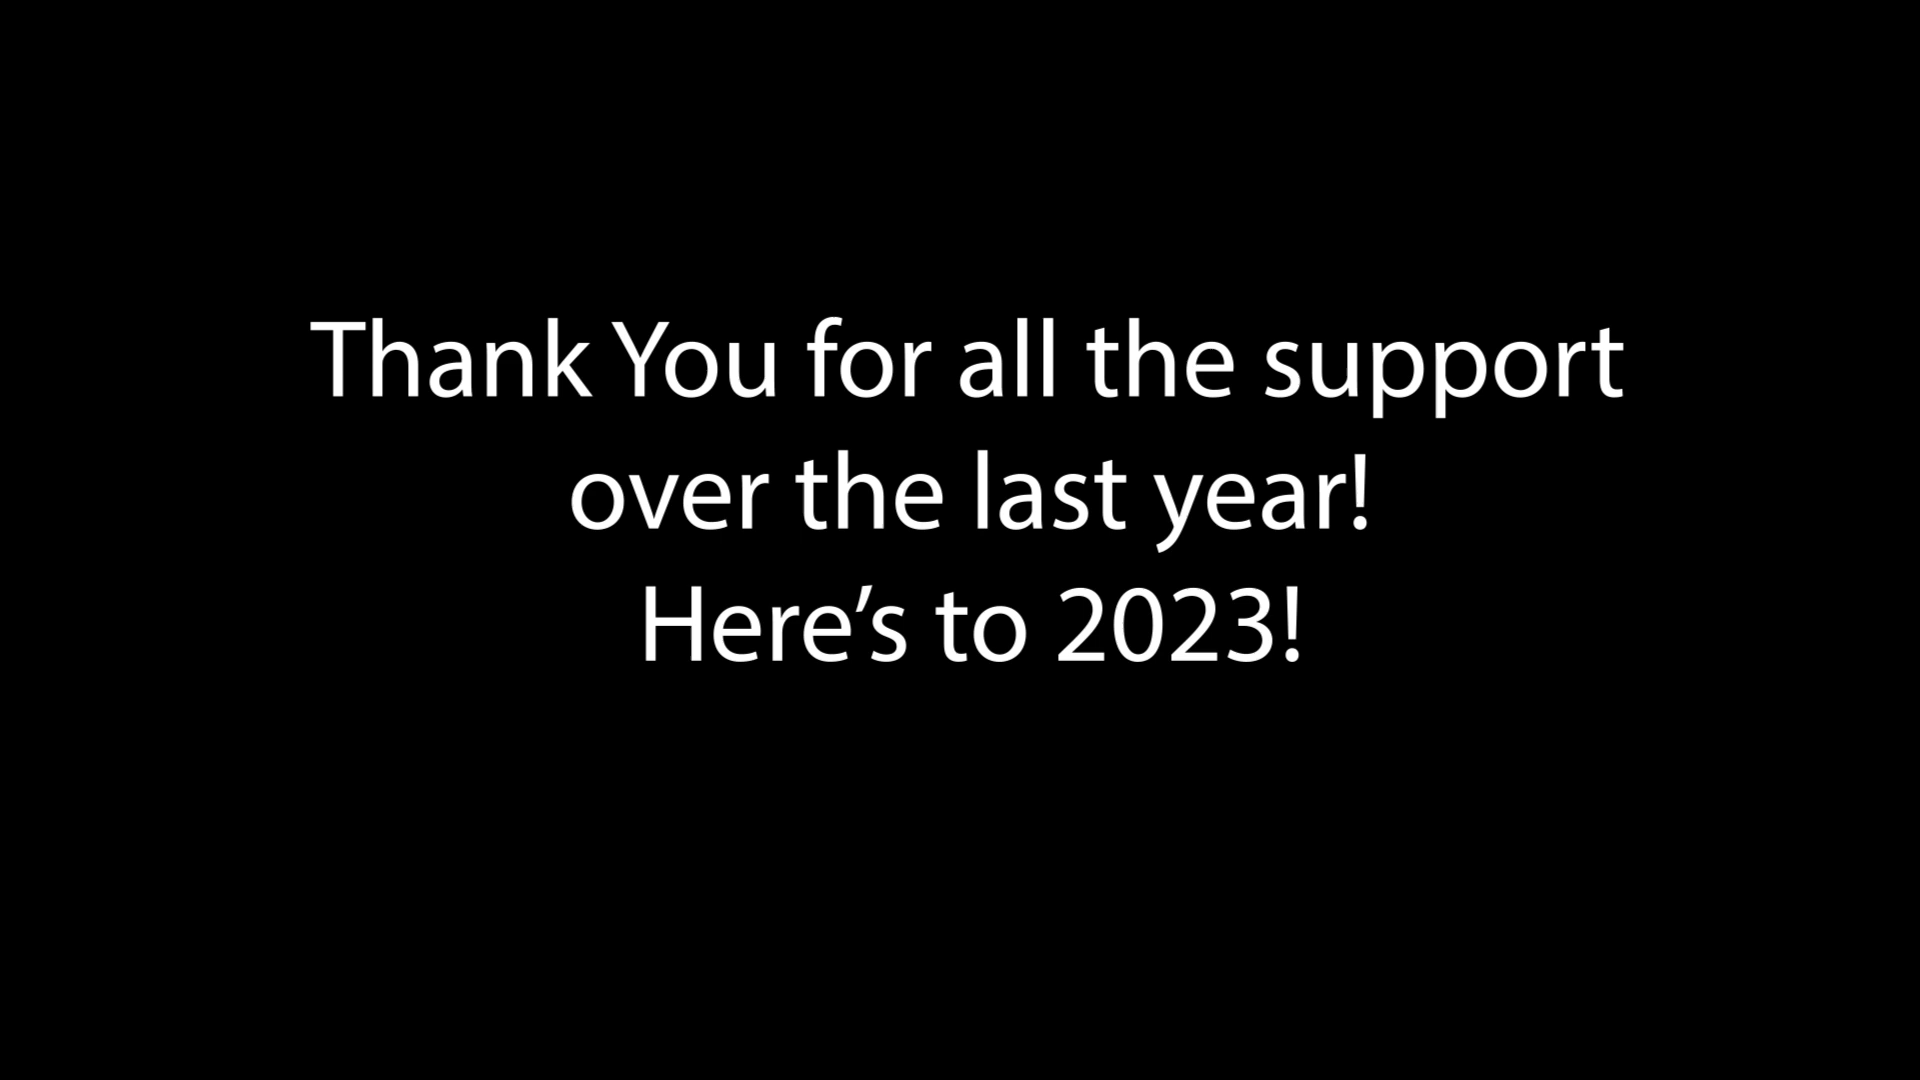 Thank You for all the support
over the last year!
Here’s to 2023!